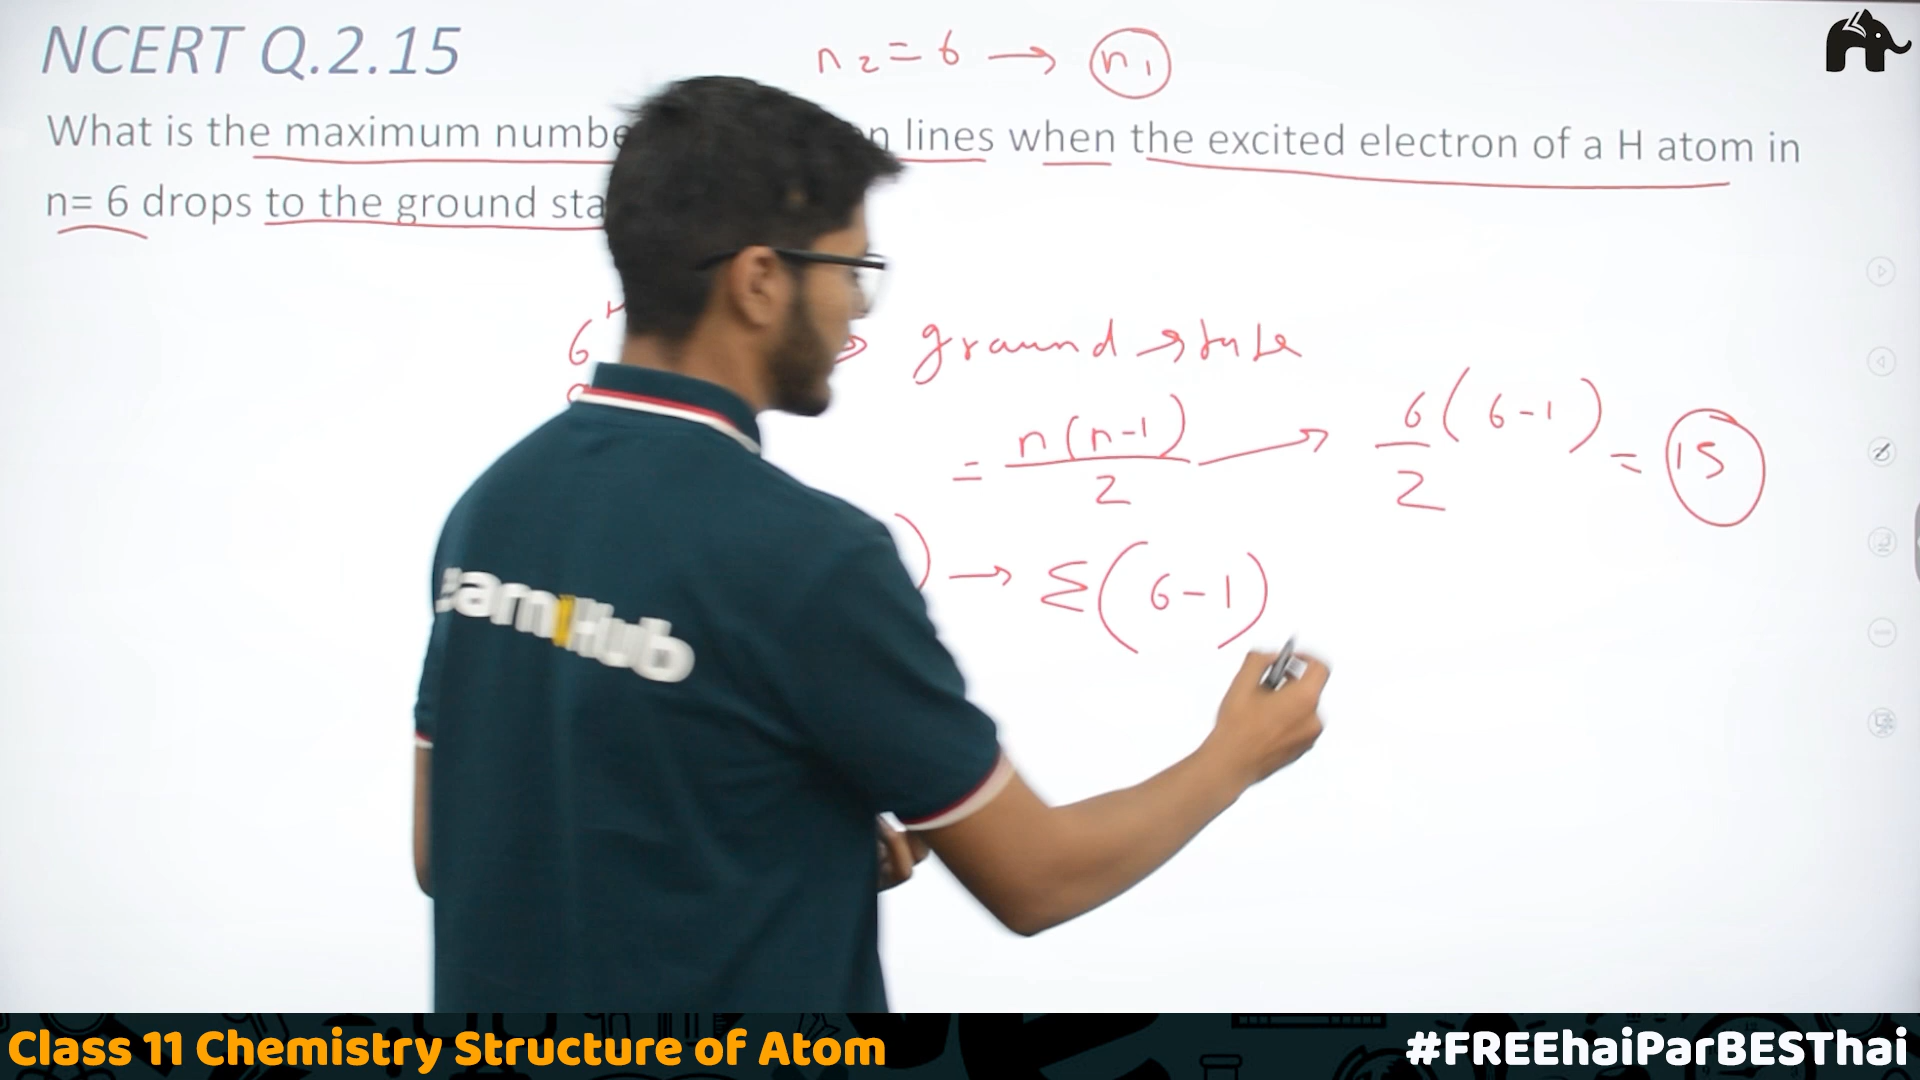 NCERT Q.2.15
n₂ = 6 → n₁
What is the maximum numbe n lines when the excited electron of a H atom in
n= 6 drops to the ground sta
6 → ground state
= n(n-1)/2 → 6(6-1)/2 = 15
) → Σ(6-1)
earnHub
Class 11 Chemistry Structure of Atom
#FREEhaiParBESThai